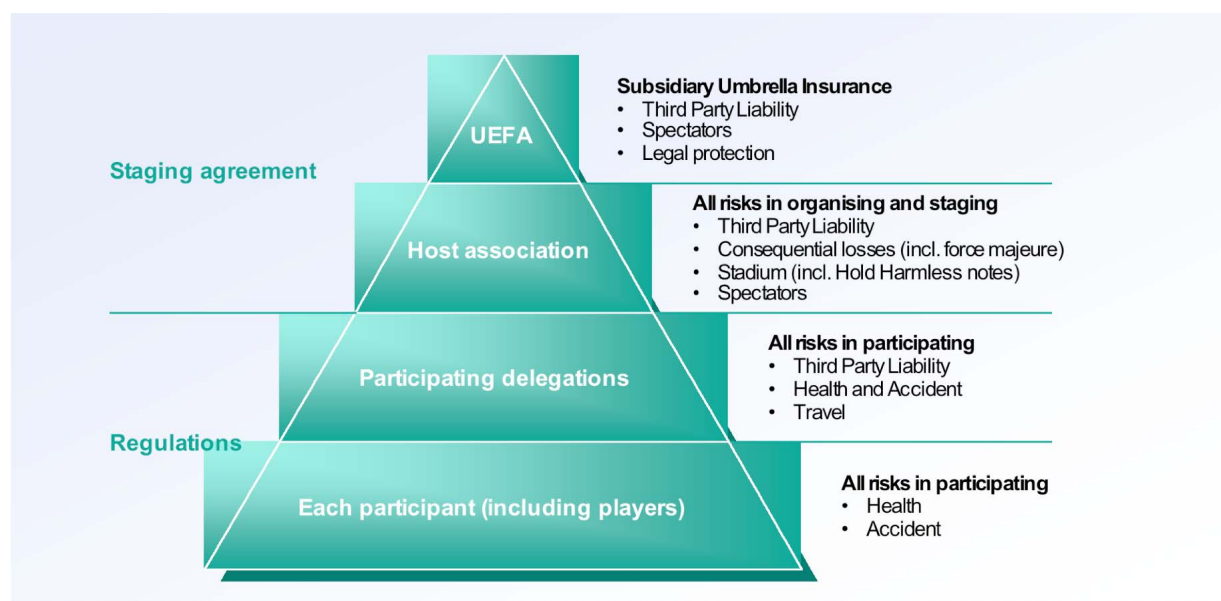 Subsidiary Umbrella Insurance
• Third Party Liability
• Spectators
• Legal protection
UEFA
Staging agreement
All risks in organising and staging
• Third Party Liability
• Consequential losses (incl. force majeure)
• Stadium (incl. Hold Harmless notes)
• Spectators
Host association
All risks in participating
• Third Party Liability
• Health and Accident
• Travel
Participating delegations
Regulations
All risks in participating
• Health
• Accident
Each participant (including players)